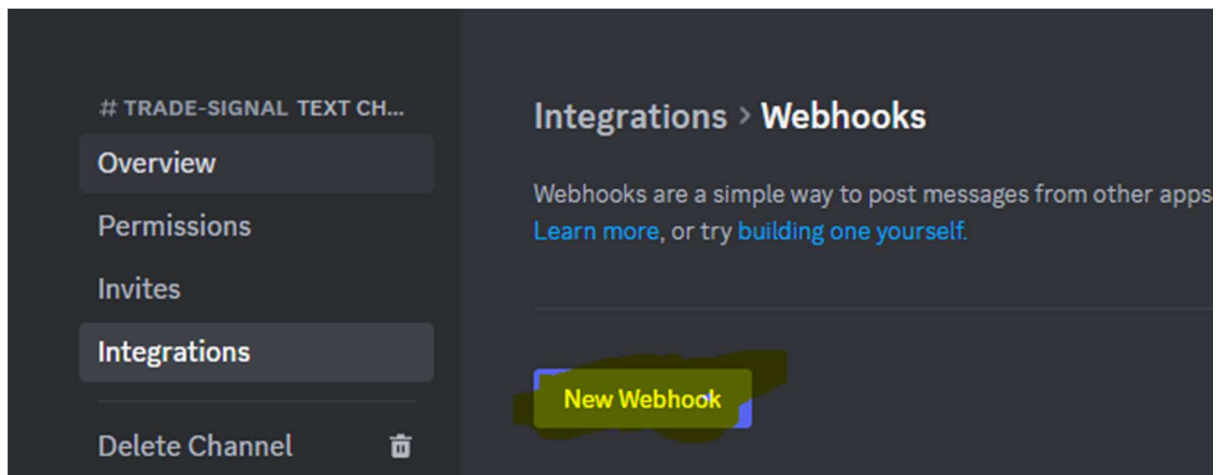 # TRADE-SIGNAL TEXT CH...
Overview
Permissions
Invites
Integrations
Delete Channel
Integrations > Webhooks
Webhooks are a simple way to post messages from other apps
Learn more, or try building one yourself.
New Webhook